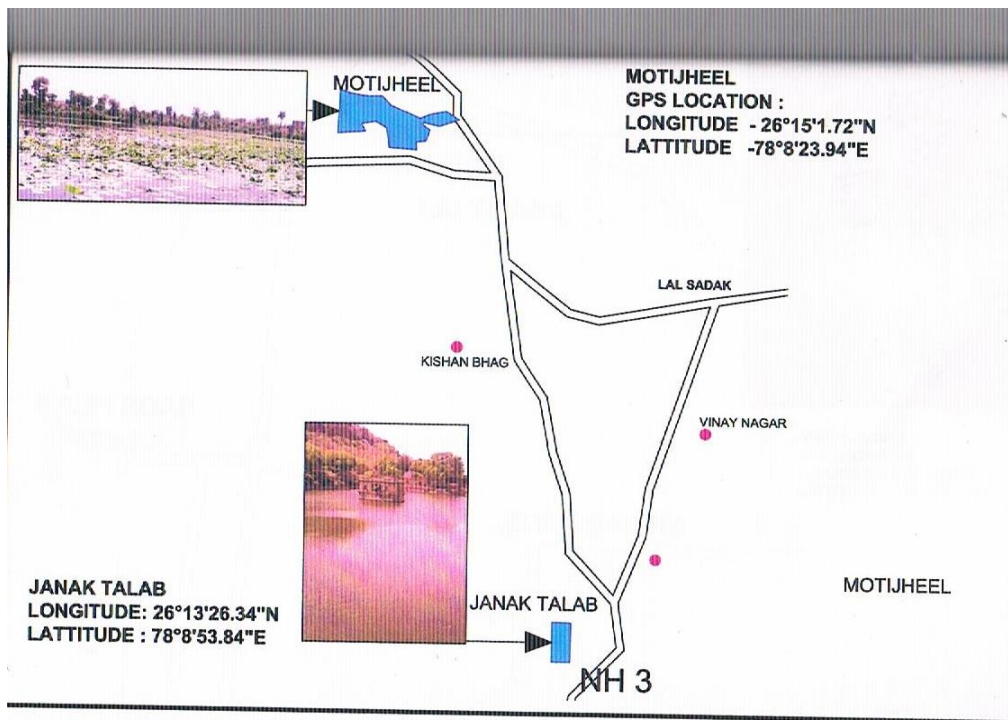 MOTIJHEEL
MOTIJHEEL
GPS LOCATION :
LONGITUDE - 26°15'1.72"N
LATTITUDE -78°8'23.94"E
LAL SADAK
KISHAN BHAG
VINAY NAGAR
JANAK TALAB
LONGITUDE: 26°13'26.34"N
LATTITUDE : 78°8'53.84"E
JANAK TALAB
MOTIJHEEL
NH 3